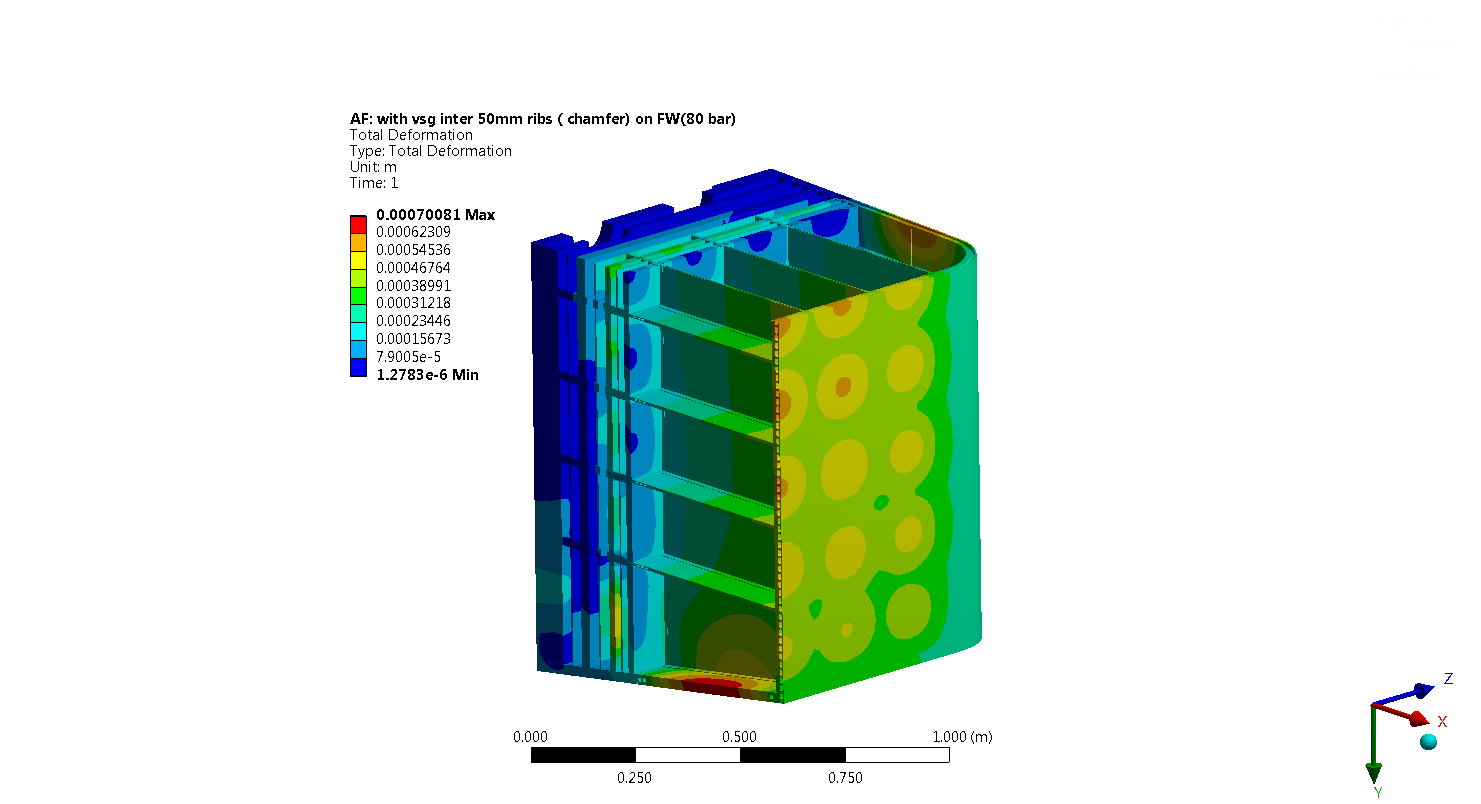 AF: with vsg inter 50mm ribs ( chamfer) on FW(80 bar)
Total Deformation
Type: Total Deformation
Unit: m
Time: 1
0.00070081 Max
0.00062309
0.00054536
0.00046764
0.00038991
0.00031218
0.00023446
0.00015673
7.9005e-5
1.2783e-6 Min
0.000 0.500 1.000 (m)
0.250 0.750
Z
X
Y